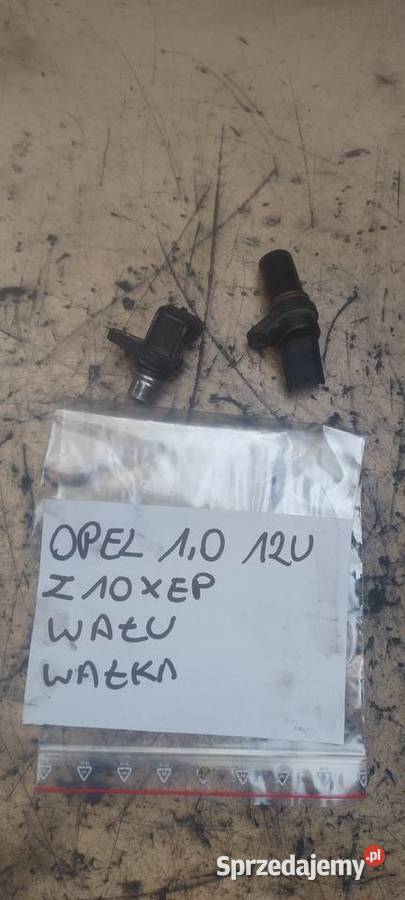 OPEL 1,0 12V
Z10XEP
WAŁU
WAŁKA
Sprzedajemy.pl